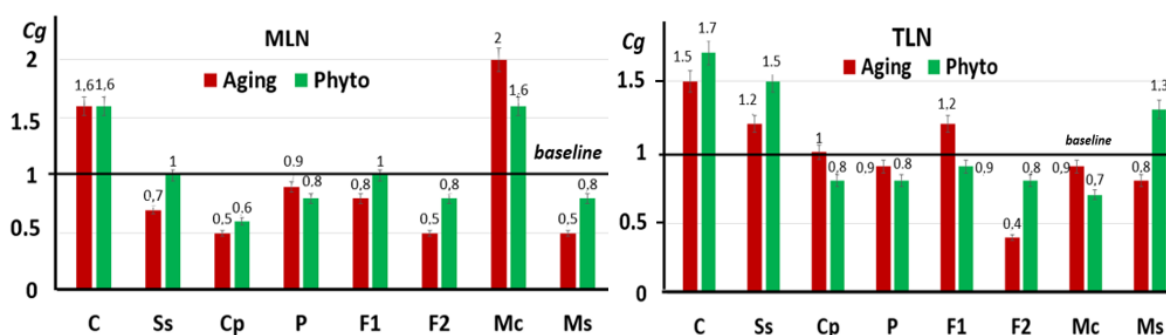 Cg
MLN
Aging Phyto
2
1.5
1
0.5
0
1,6 1,6
0,7 1
0,5 0,6
0.9 0,8
0,8 1
0,5 0,8
2 1,6
0,5 0,8
baseline
C Ss Cp P F1 F2 Mc Ms
Cg
TLN
Aging Phyto
1.5
1
0.5
0
1.5 1.7
1.2 1.5
1 0.8
0.9 0.8
1.2 0.9
0,4 0.8
0.9 0,7
0.8 1.3
baseline
C Ss Cp P F1 F2 Mc Ms